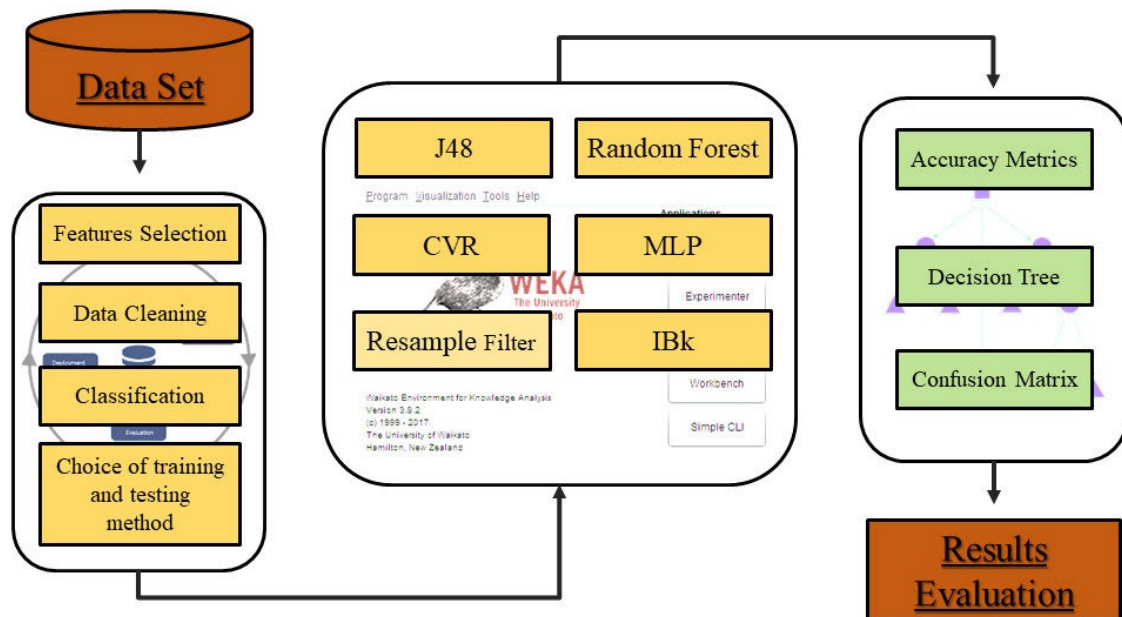 Data Set
Features Selection
Data Cleaning
Deployment
Classification
Evaluation
Choice of training
and testing
method
J48
Random Forest
Program Visualization Tools Help
Applications
CVR
MLP
WEKA
The University
Experimenter
Resample Filter
IBk
Workbench
Waikato Environment for Knowledge Analysis
Version 3.8.2
(c) 1999 - 2017
The University of Waikato
Hamilton, New Zealand
Simple CLI
Accuracy Metrics
Decision Tree
Confusion Matrix
Results
Evaluation